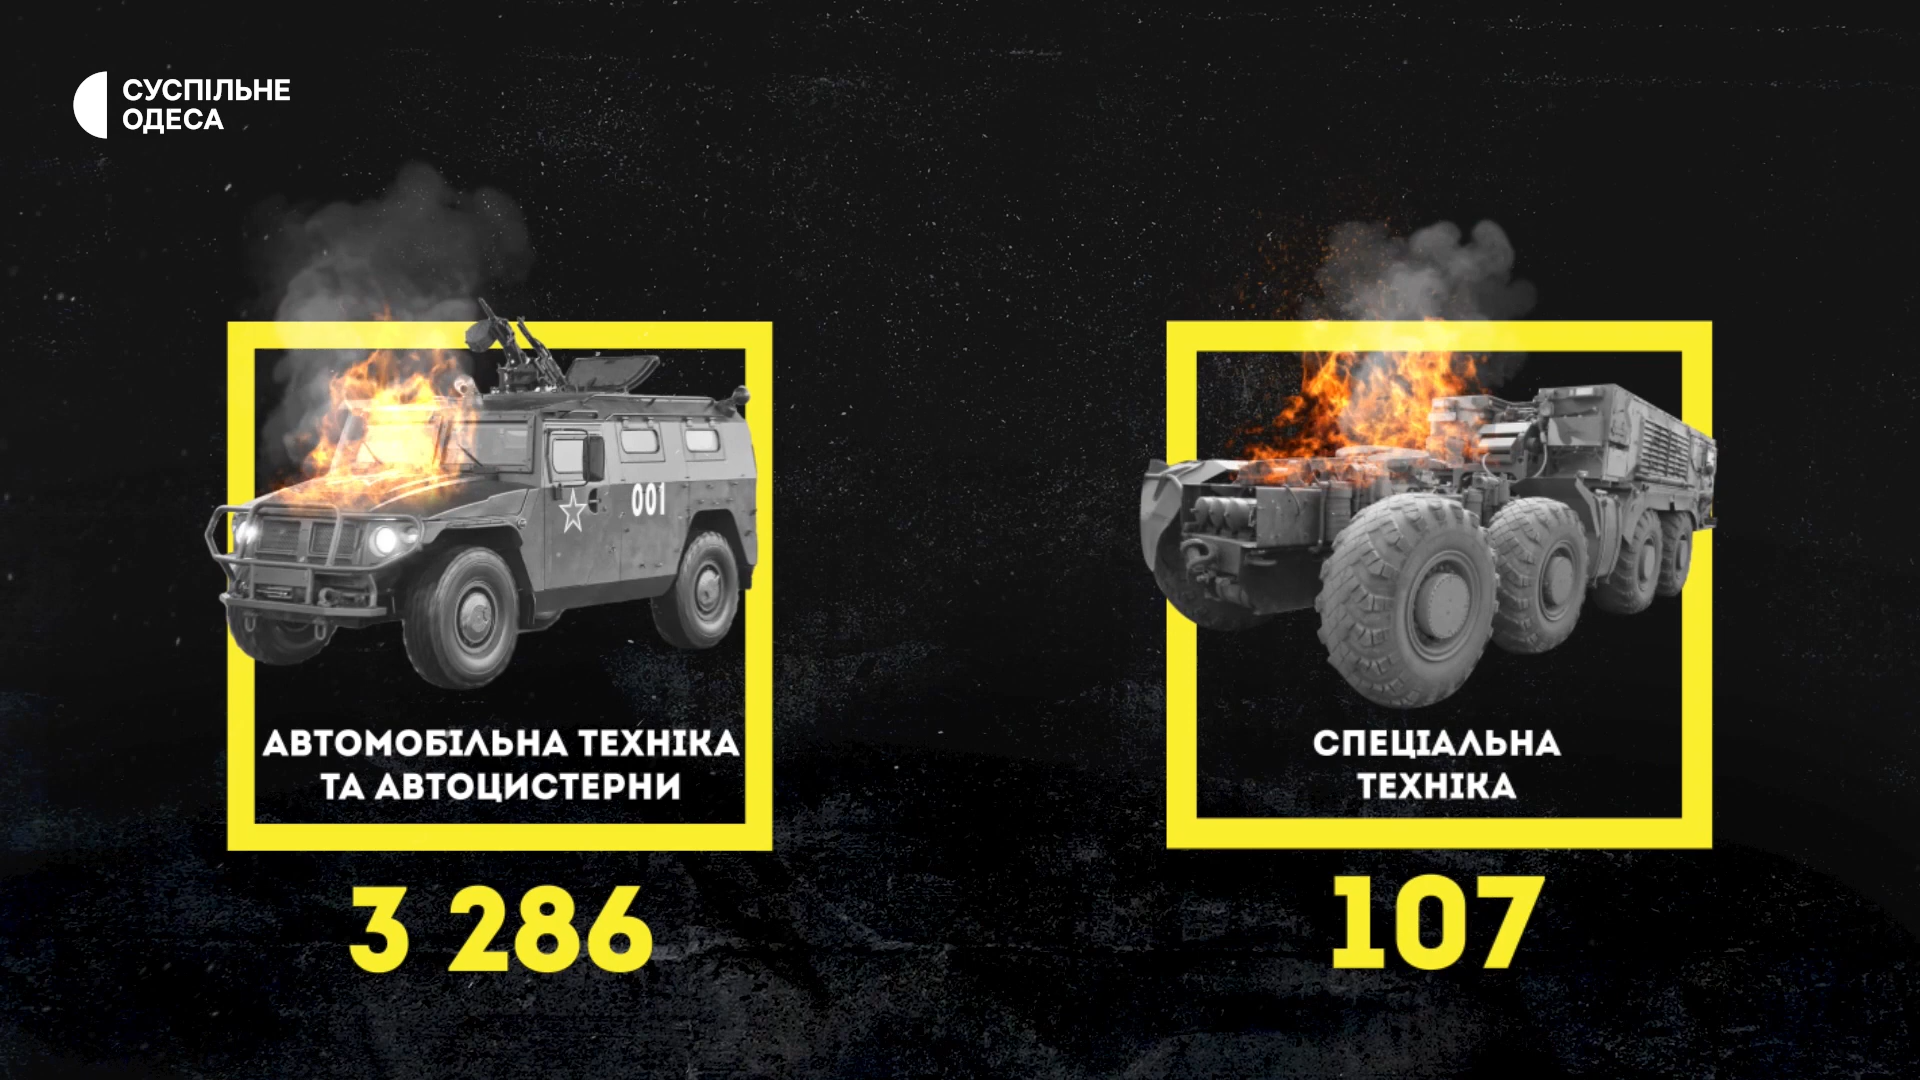 СУСПІЛЬНЕ
ОДЕСА
001
АВТОМОБІЛЬНА ТЕХНІКА
ТА АВТОЦИСТЕРНИ
3 286
СПЕЦІАЛЬНА
ТЕХНІКА
107